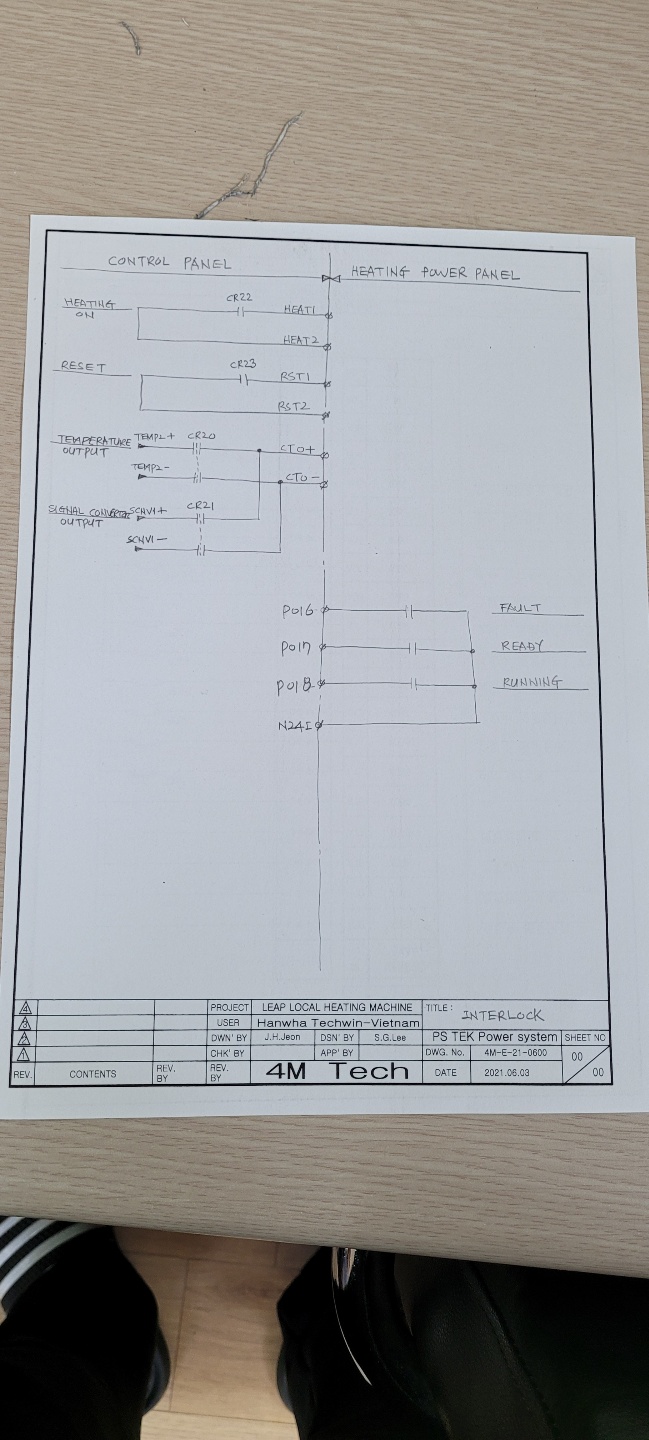 CONTROL PANEL
HEATING POWER PANEL
HEATING
ON
CR22
HEAT1
HEAT2
RESET
CR23
RST1
RST2
TEMPERATURE
OUTPUT
TEMP2+
CR20
CTO+
TEMP2-
CTO-
SIGNAL CONVERTOR
OUTPUT
SCNV1+
CR21
SCNV1-
P016
FAULT
P017
READY
P018
RUNNING
N24I
4
3
2
1
REV.
CONTENTS
REV.
BY
REV.
BY
PROJECT
LEAP LOCAL HEATING MACHINE
USER
Hanwha Techwin-Vietnam
DWN' BY
J.H.Jeon
DSN' BY
S.G.Lee
CHK' BY
APP' BY
4M Tech
TITLE :
INTERLOCK
PS TEK Power system
SHEET NO
DWG. No.
4M-E-21-0600
00
00
DATE
2021.06.03